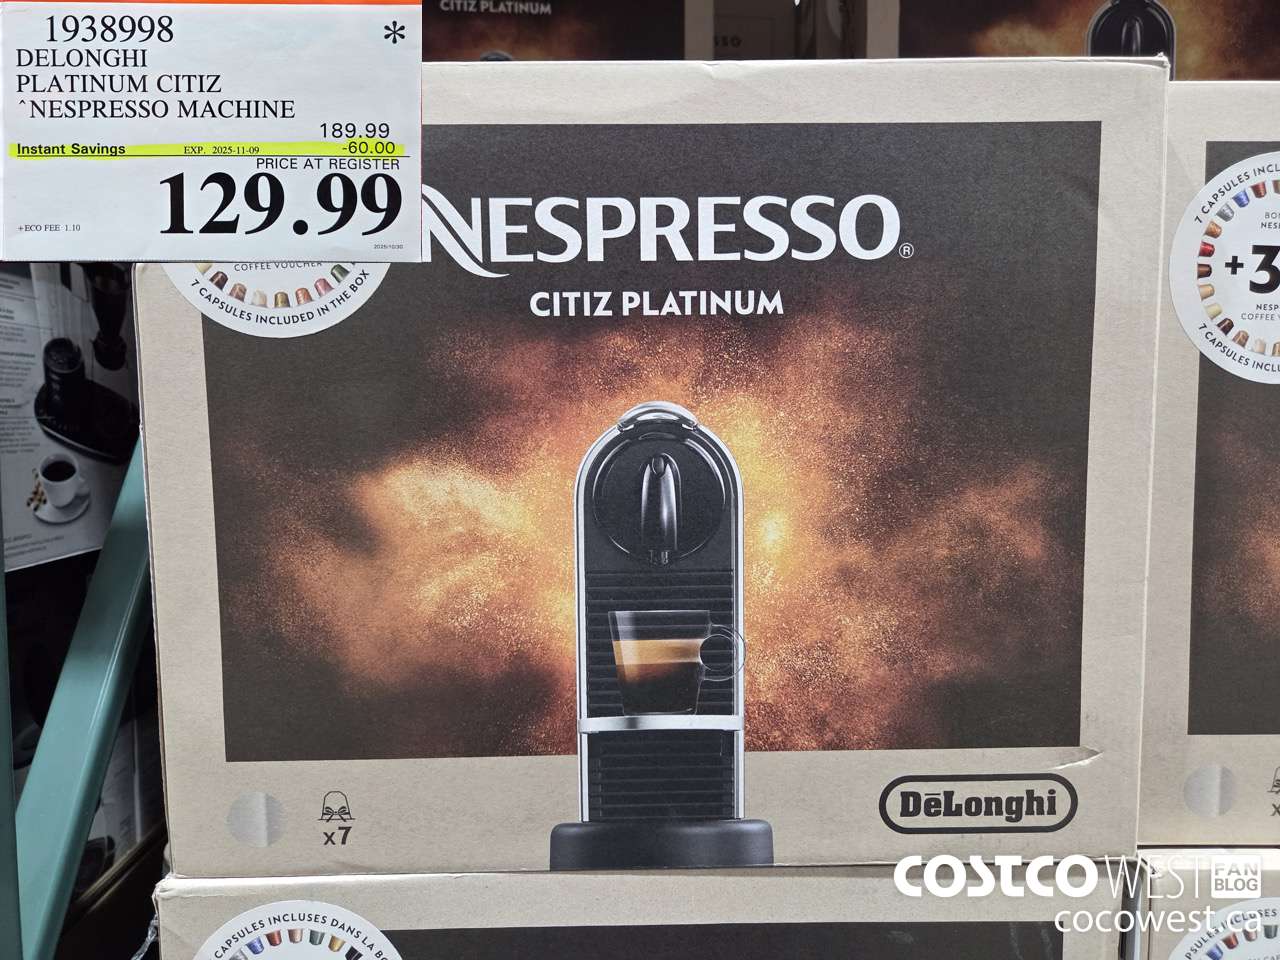 1938998 *
DELONGHI
PLATINUM CITIZ
^NESPRESSO MACHINE
189.99
Instant Savings EXP. 2025-11-09 -60.00
PRICE AT REGISTER
129.99
+ECO FEE 1.10
2025/10/30
CITIZ PLATINUM
NESPRESSO®
CITIZ PLATINUM
COFFEE VOUCHER
7 CAPSULES INCLUDED IN THE BOX
x7
DēLonghi
7 CAPSULES INCL
+3
NESP
COFFEE V
7 CAPSULES INCLU
CAPSULES INCLUSES DANS LA B
COSTCO WEST FAN BLOG
cocowest.ca